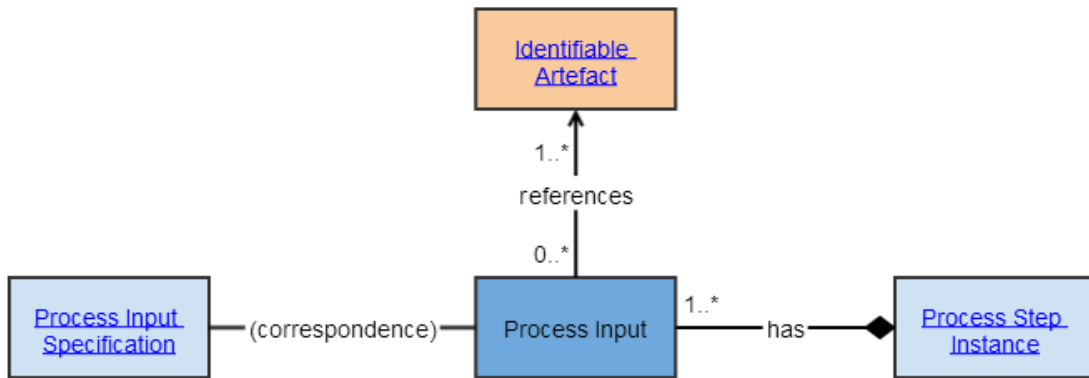 Identifiable
Artefact
1..*
references
0..*
Process Input
Specification
(correspondence)
Process Input
1..*
has
Process Step
Instance